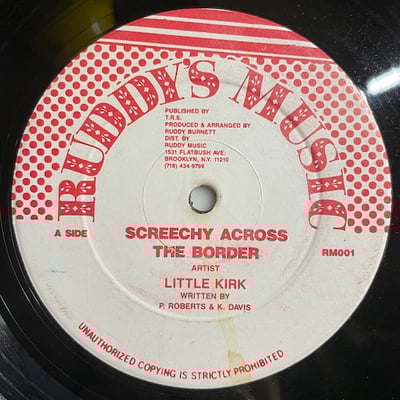 RUDDY'S MUSIC
PUBLISHED BY
T.R.S.
PRODUCED & ARRANGED BY
RUDDY BURNETT
DIST. BY
RUDDY MUSIC
1531 FLATBUSH AVE.
BROOKLYN, N.Y. 11210
(718) 434-9799
A SIDE
RM001
SCREECHY ACROSS
THE BORDER
ARTIST
LITTLE KIRK
WRITTEN BY
P. ROBERTS & K. DAVIS
UNAUTHORIZED COPYING IS STRICTLY PROHIBITED